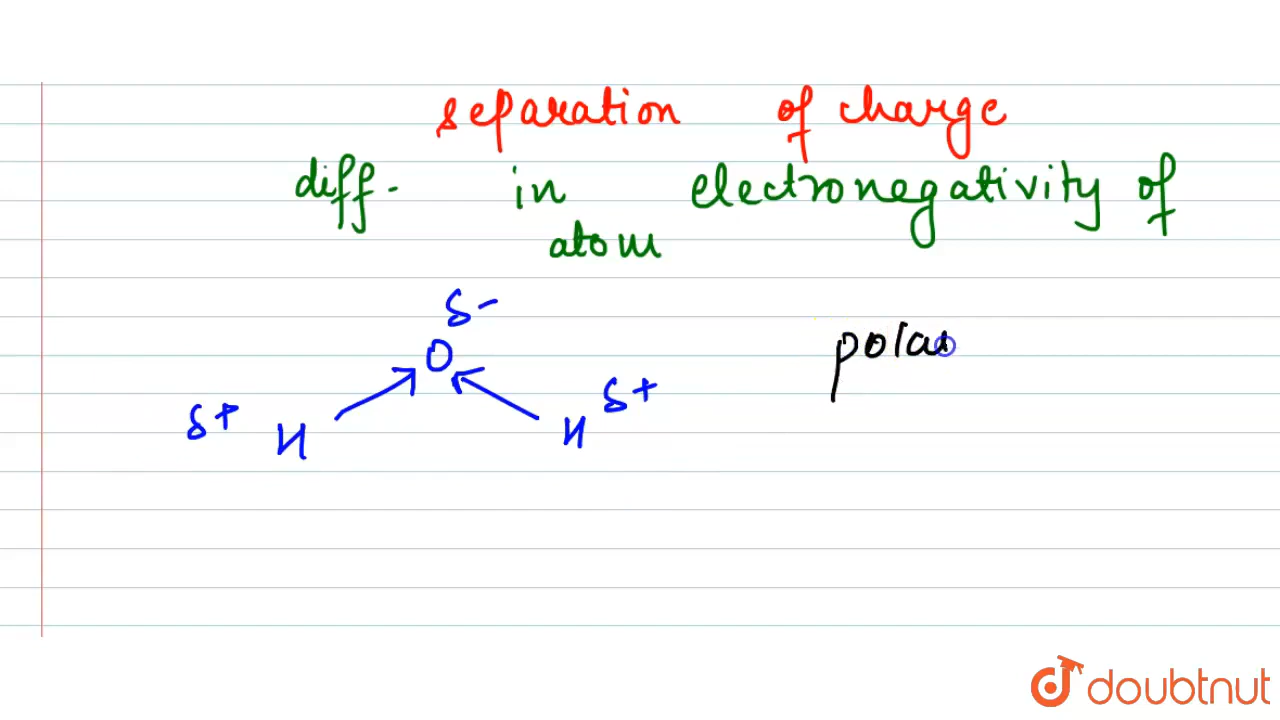 separation of charge
diff. in electronegativity of
atom
δ-
O
δ+ H H δ+
polar
doubtnut